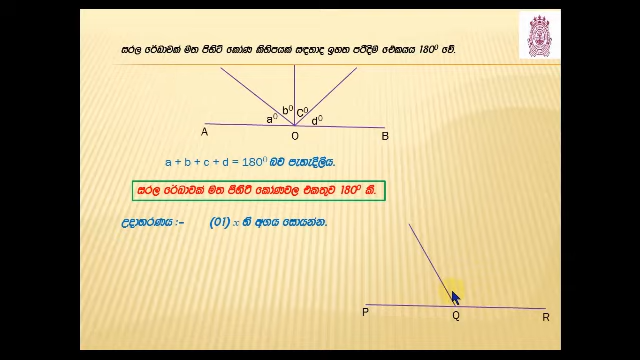 සරල රේඛාවක් මත පිහිටි කෝණ කිහිපයක් සඳහාද ඉහත පරිදිම ඓකයය 180⁰ වේ.
a⁰ b⁰ C⁰ d⁰
A O B
a + b + c + d = 180⁰ බව පැහැදිලිය.
සරල රේඛාවක් මත පිහිටි කෝණවල එකතුව 180⁰ කි.
උදාහරණය :- (01) x හි අගය සොයන්න.
P Q R